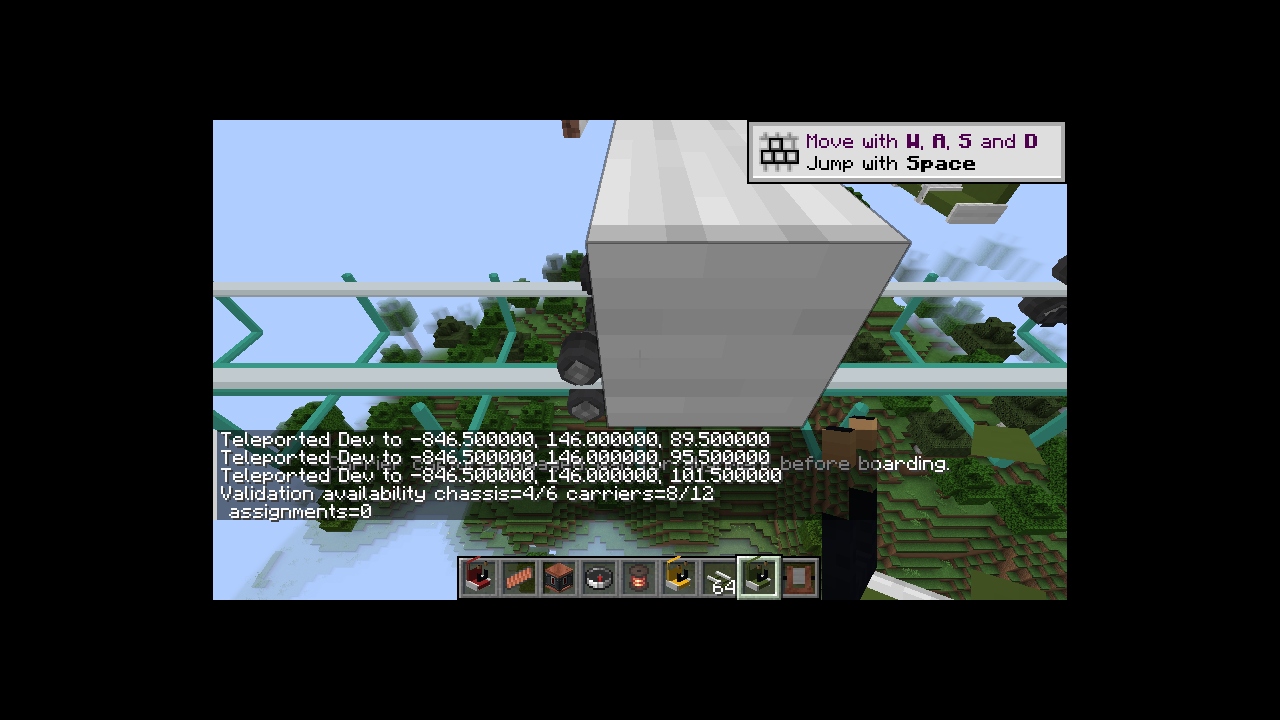 Move with W, A, S and D
Jump with Space
Teleported Dev to -846.500000, 146.000000, 89.500000
Teleported Dev to -846.500000, 146.000000, 95.500000
before boarding.
Teleported Dev to -846.500000, 146.000000, 101.500000
Validation availability chassis=4/6 carriers=8/12
assignments=0
64